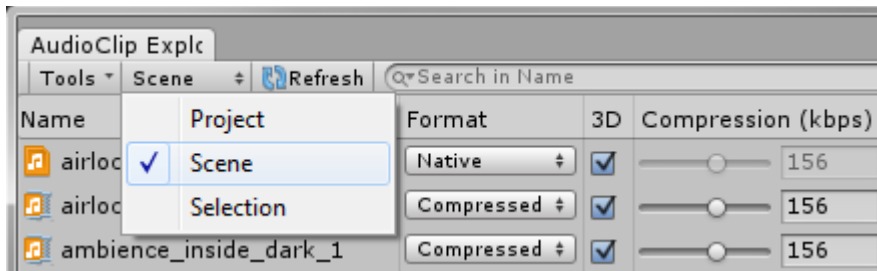 AudioClip Explc
Tools Scene Refresh Search in Name
Name Format 3D Compression (kbps)
Project
airloc Scene Native 156
airloc Selection Compressed 156
ambience_inside_dark_1 Compressed 156